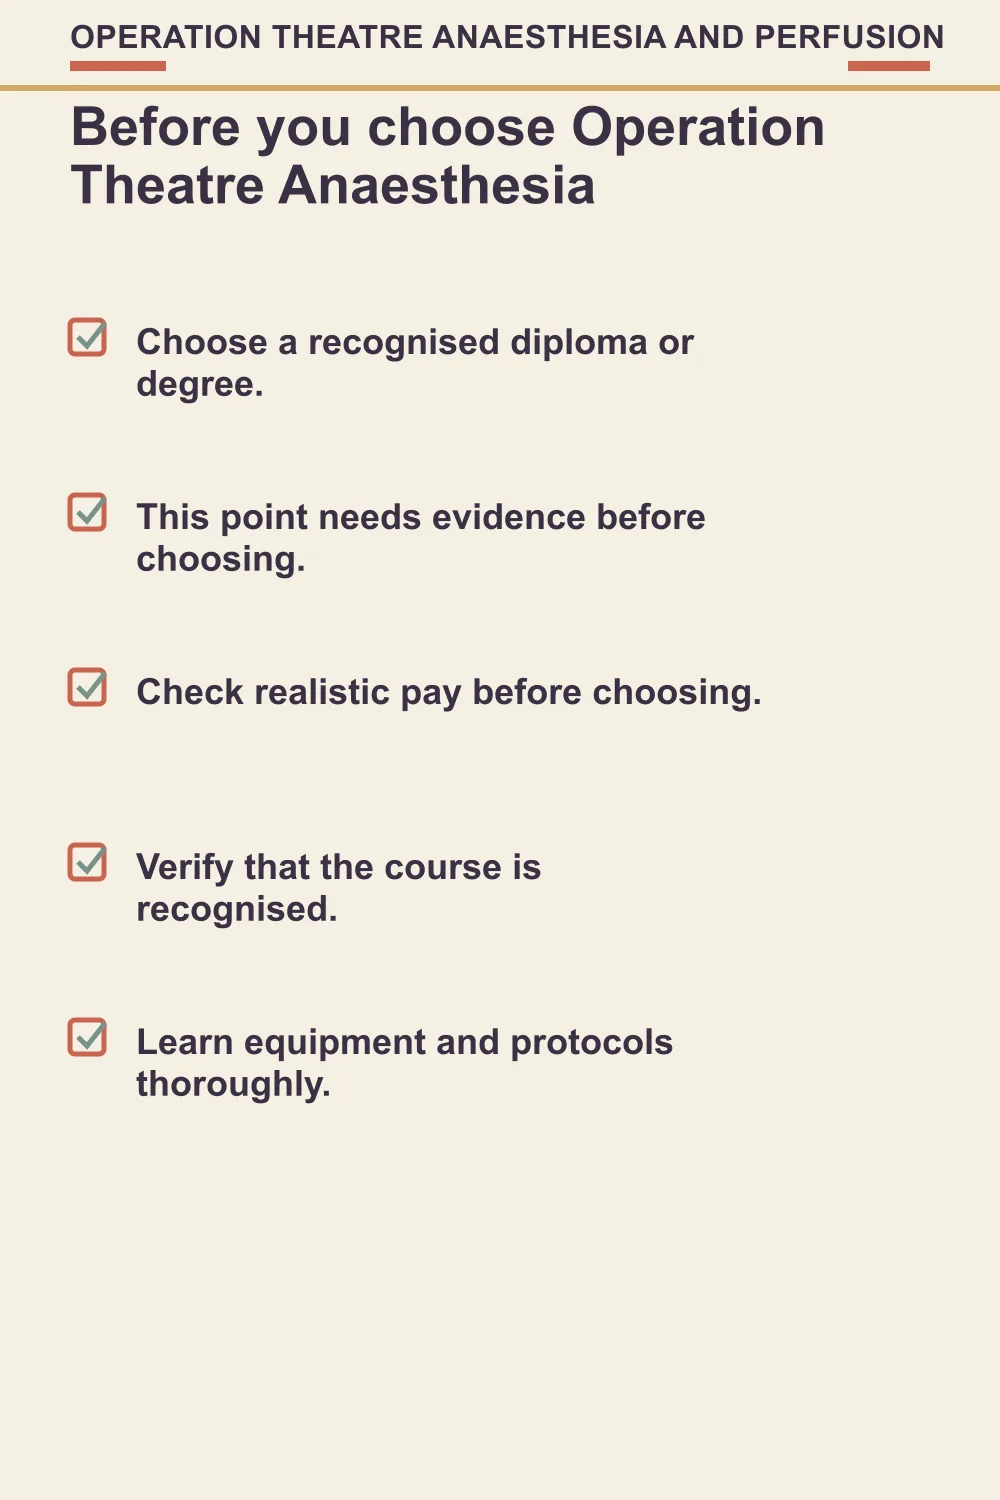 OPERATION THEATRE ANAESTHESIA AND PERFUSION
Before you choose Operation
Theatre Anaesthesia
Choose a recognised diploma or
degree.
This point needs evidence before
choosing.
Check realistic pay before choosing.
Verify that the course is
recognised.
Learn equipment and protocols
thoroughly.